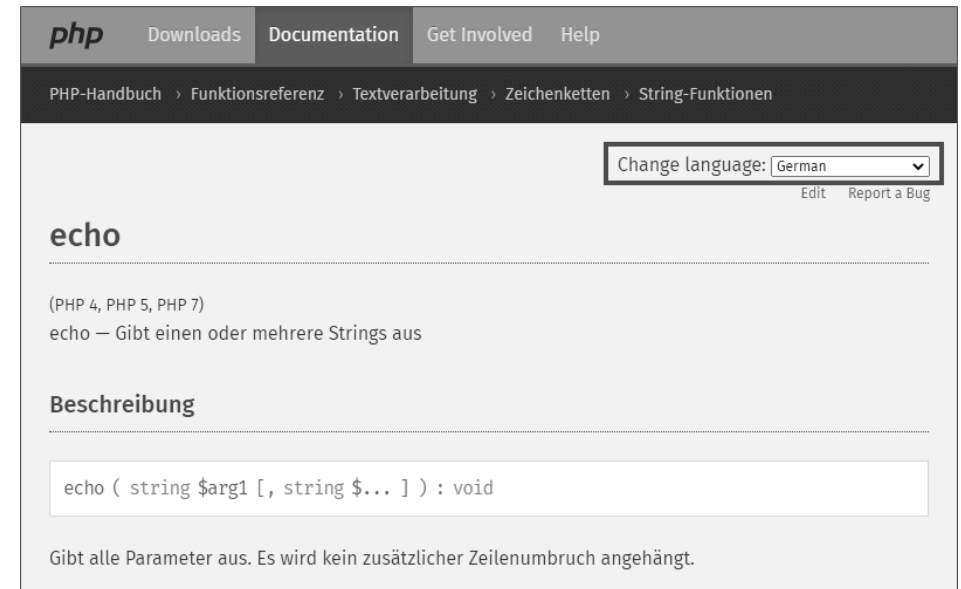 php Downloads Documentation Get Involved Help
PHP-Handbuch › Funktionsreferenz › Textverarbeitung › Zeichenketten › String-Funktionen
Change language: German
Edit Report a Bug
echo
(PHP 4, PHP 5, PHP 7)
echo — Gibt einen oder mehrere Strings aus
Beschreibung
echo ( string $arg1 [, string $... ] ) : void
Gibt alle Parameter aus. Es wird kein zusätzlicher Zeilenumbruch angehängt.